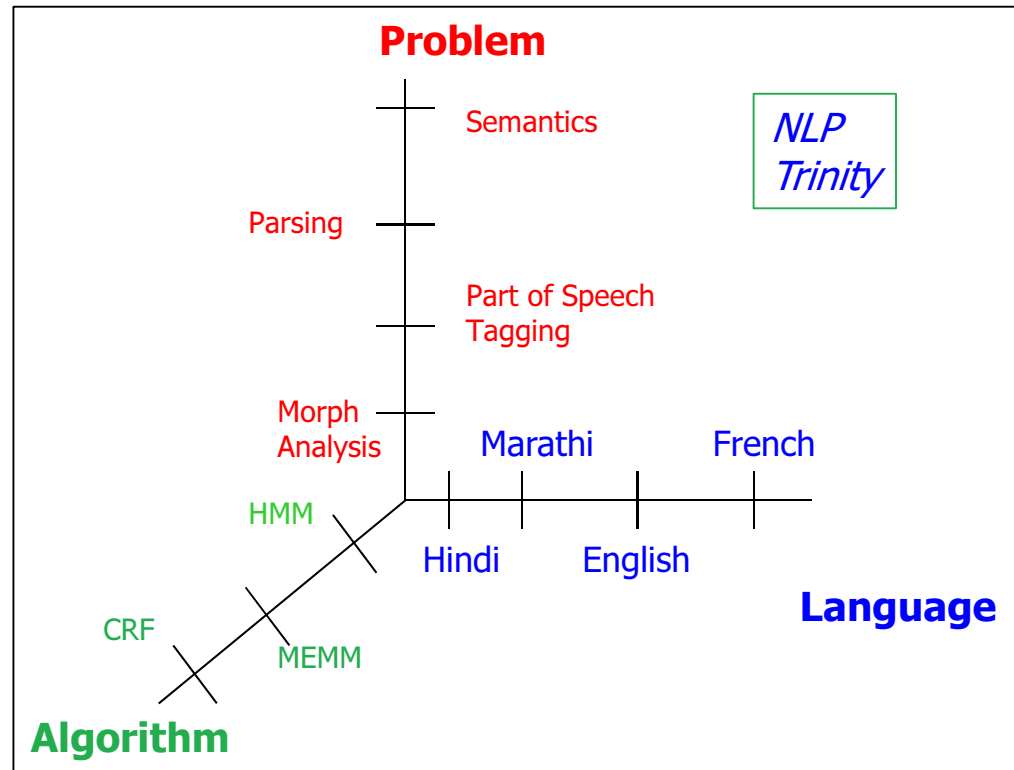 Problem
Semantics
NLP
Trinity
Parsing
Part of Speech
Tagging
Morph
Analysis
Marathi
French
HMM
Hindi
English
Language
CRF
MEMM
Algorithm